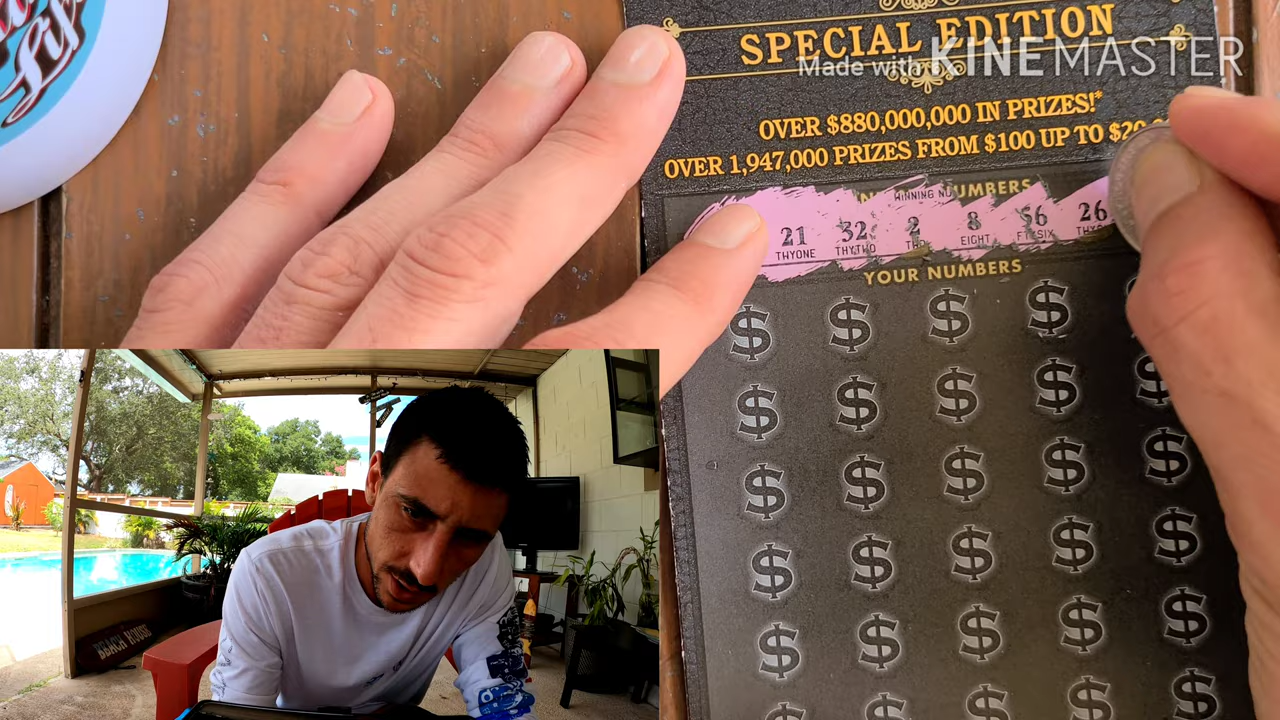 SPECIAL EDITION
Made with KINEMASTER
OVER $880,000,000 IN PRIZES!*
OVER 1,947,000 PRIZES FROM $100 UP TO
WINNING NUMBERS
21 32 2 8 56 26
THYONE THYTWO EIGHT
YOUR NUMBERS
$ $ $ $
$ $ $ $ $
$ $ $ $ $
$ $ $ $ $
$ $ $ $ $
$ $ $ $
BEACH HOUSE